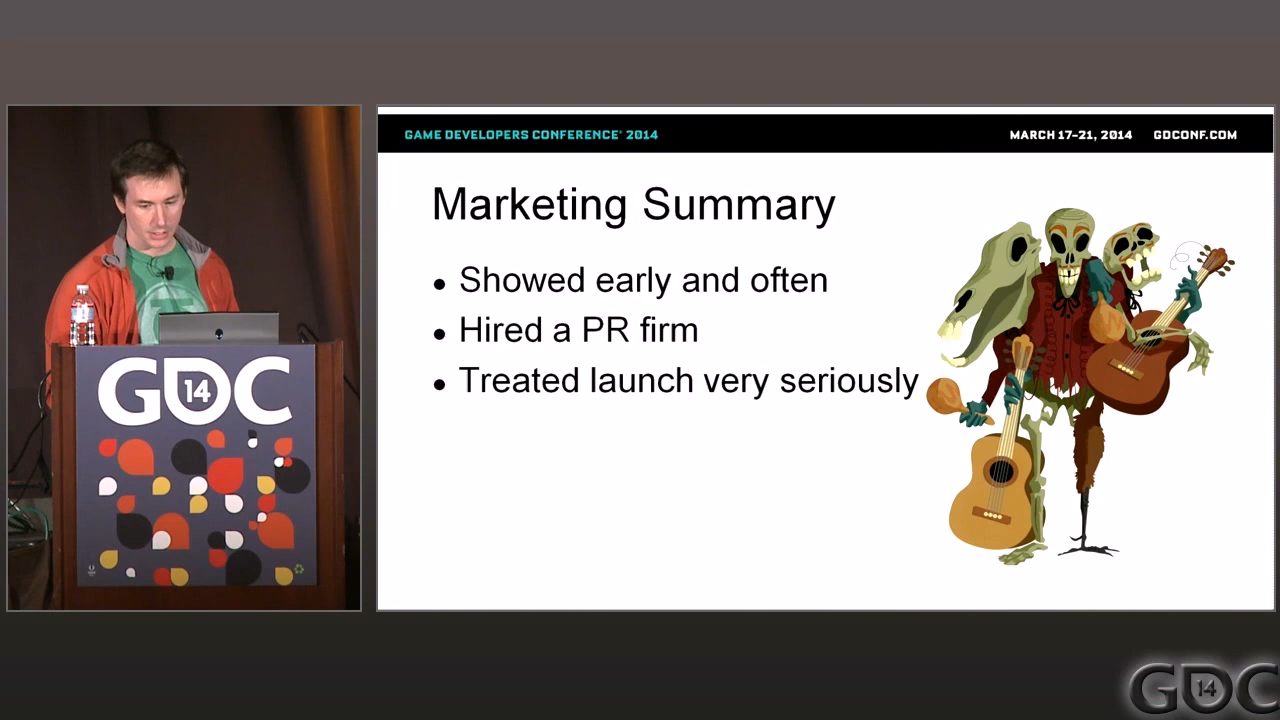 GAME DEVELOPERS CONFERENCE® 2014
MARCH 17–21, 2014 GDCONF.COM
Marketing Summary
• Showed early and often
• Hired a PR firm
• Treated launch very seriously
GDC
14
GDC
14